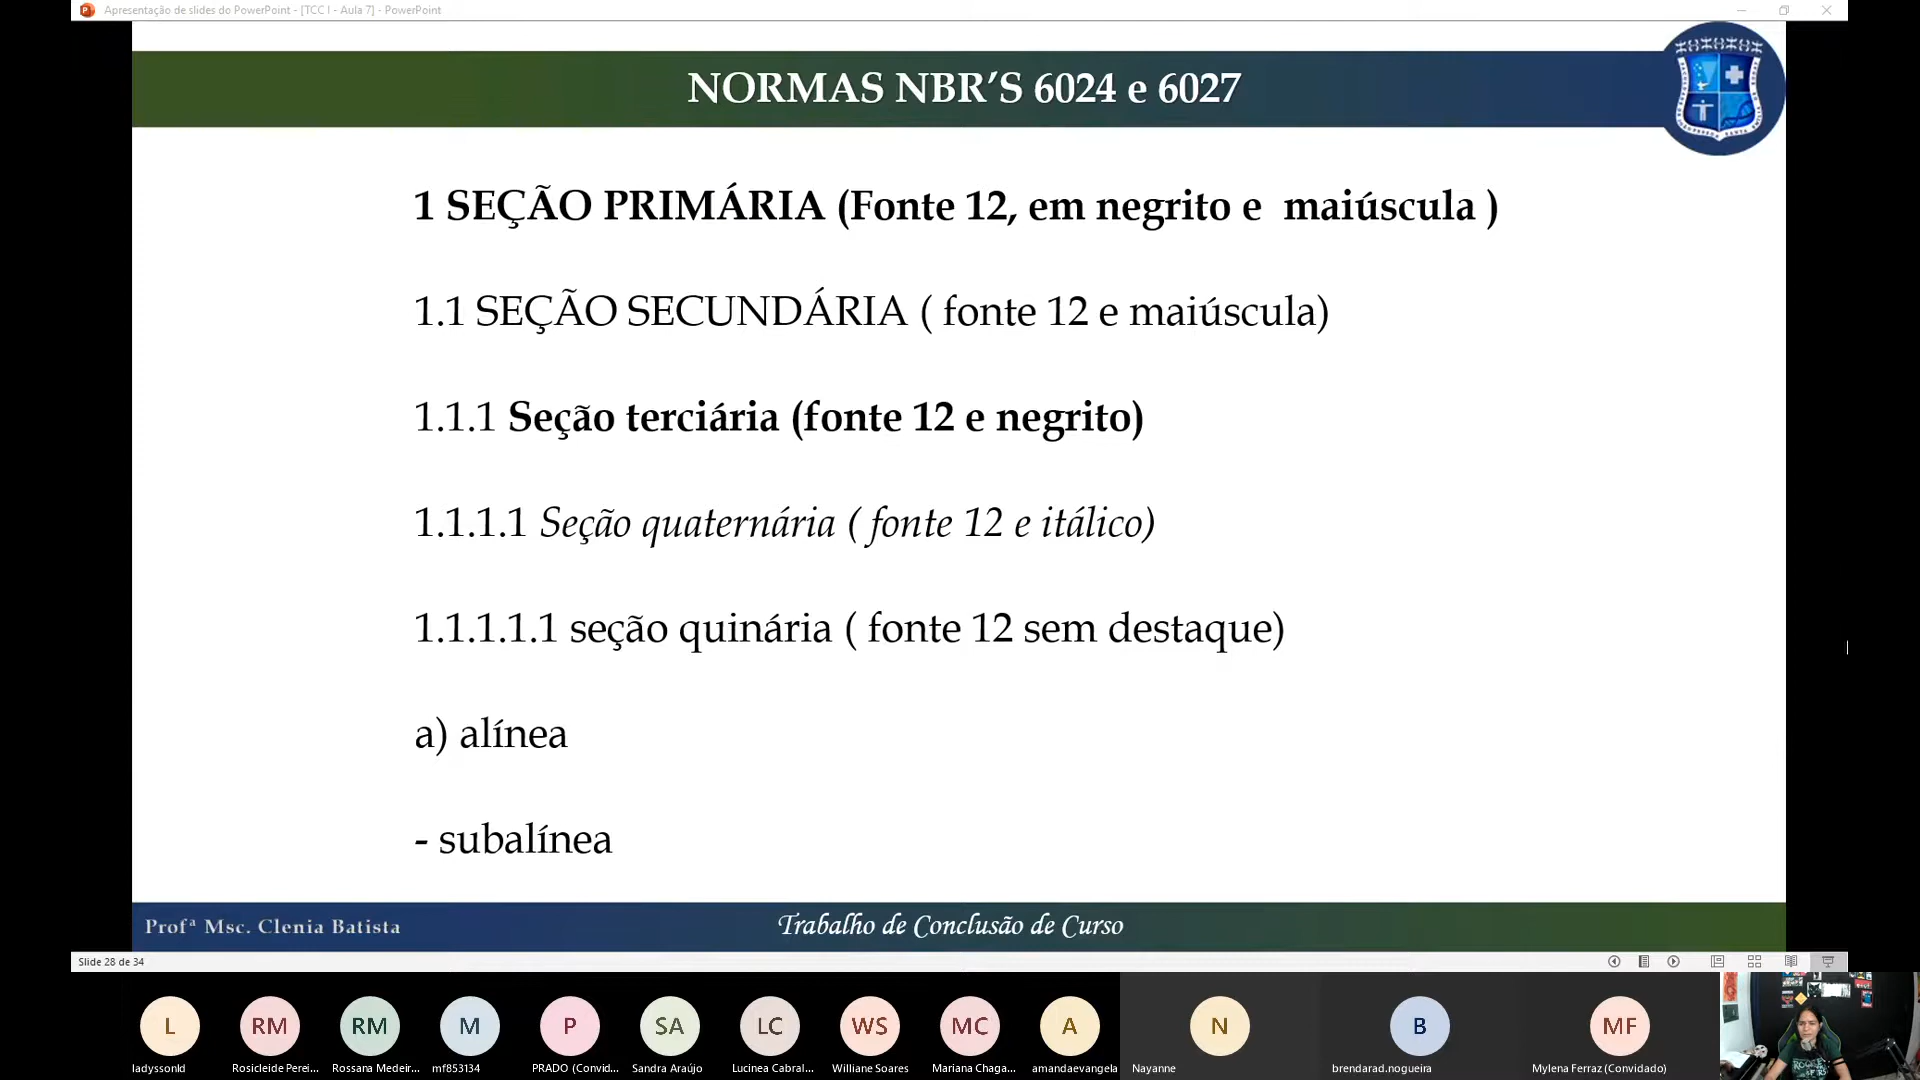 Apresentação de slides do PowerPoint - [TCC I - Aula 7] - PowerPoint
NORMAS NBR’S 6024 e 6027
1 SEÇÃO PRIMÁRIA (Fonte 12, em negrito e maiúscula )
1.1 SEÇÃO SECUNDÁRIA ( fonte 12 e maiúscula)
1.1.1 Seção terciária (fonte 12 e negrito)
1.1.1.1 Seção quaternária ( fonte 12 e itálico)
1.1.1.1.1 seção quinária ( fonte 12 sem destaque)
a) alínea
- subalínea
Profª Msc. Clenia Batista
Trabalho de Conclusão de Curso
Slide 28 de 34
L RM RM M P SA LC WS MC A N B MF
ladyssonld Rosicleide Perei... Rossana Medeir... mf853134 PRADO (Convid... Sandra Araújo Lucinea Cabral... Williane Soares Mariana Chaga... amandaevangela Nayanne brendarad.nogueira Mylena Ferraz (Convidado)